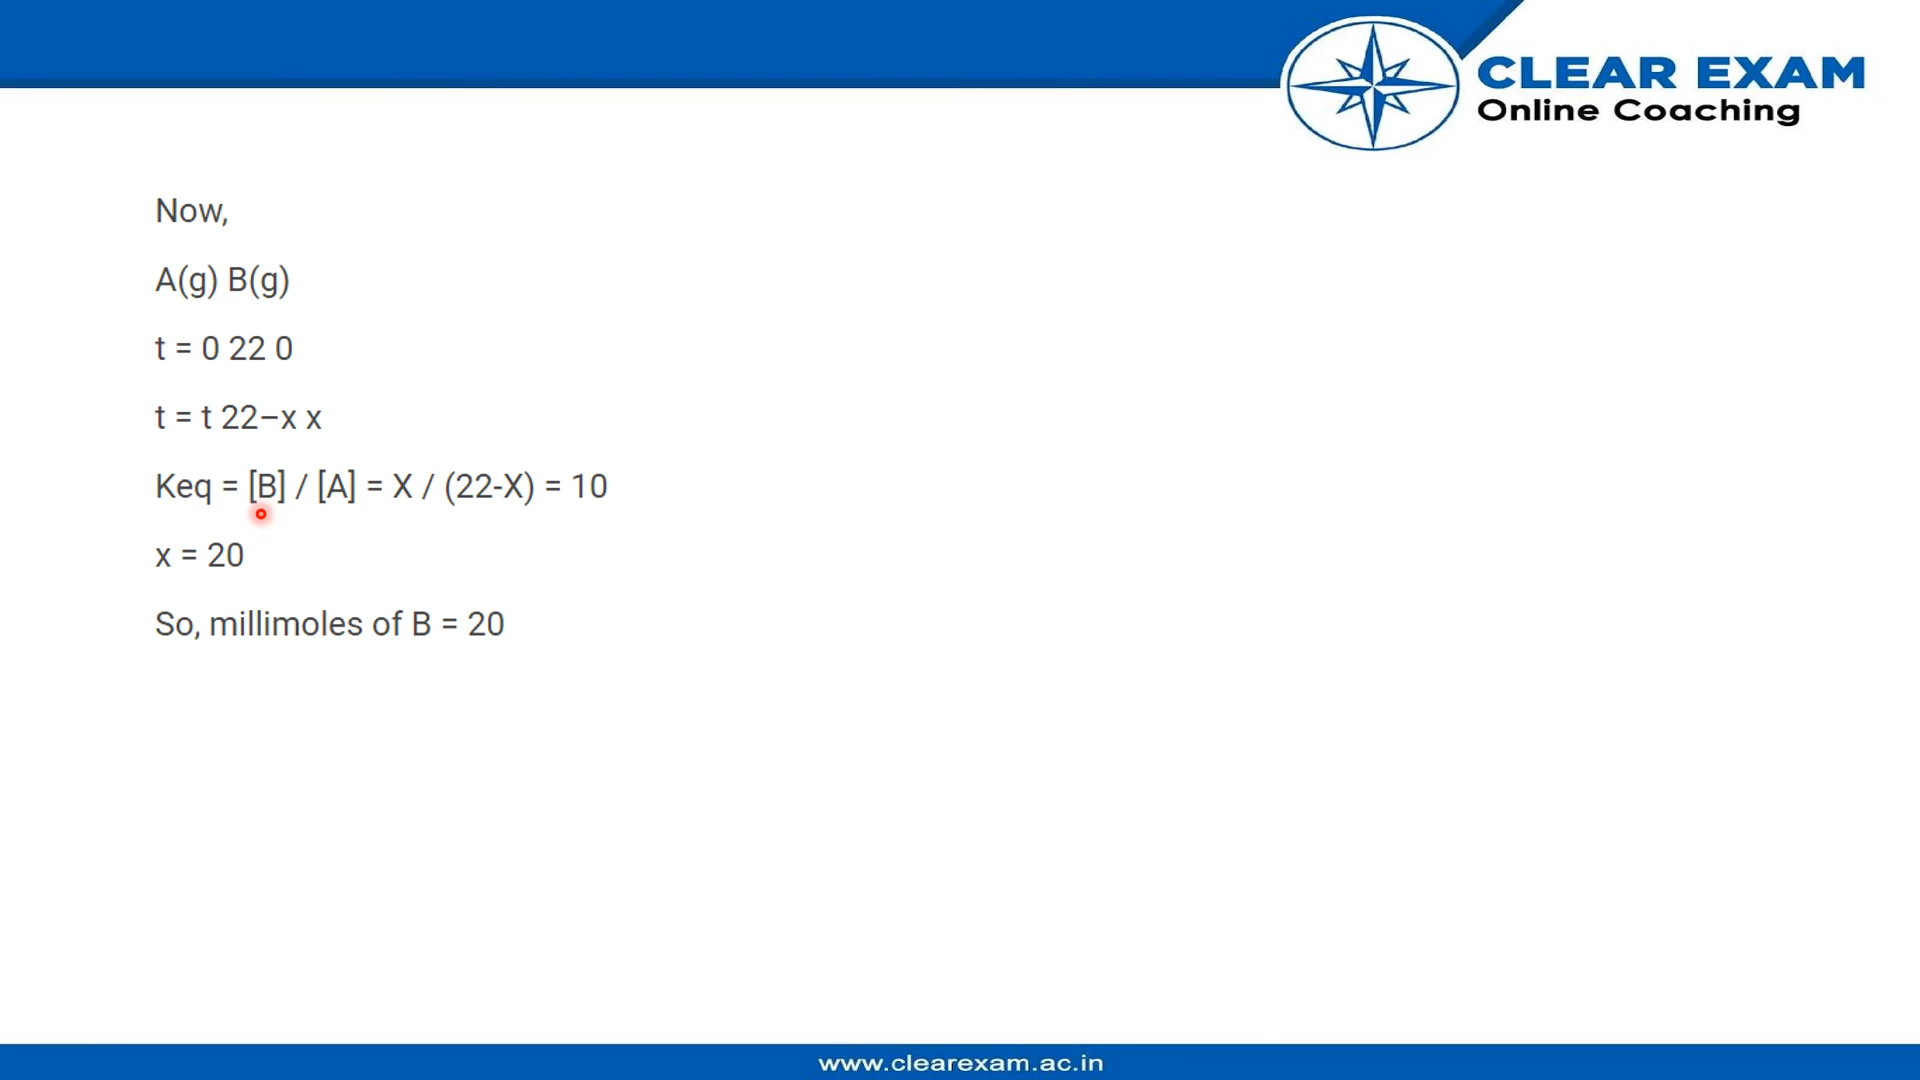 CLEAR EXAM
Online Coaching
Now,
A(g) B(g)
t = 0 22 0
t = t 22–x x
Keq = [B] / [A] = X / (22-X) = 10
x = 20
So, millimoles of B = 20
www.clearexam.ac.in